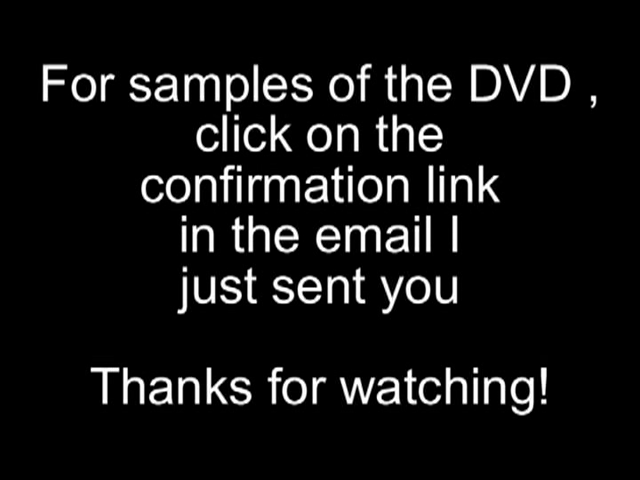 For samples of the DVD ,
click on the
confirmation link
in the email I
just sent you
Thanks for watching!